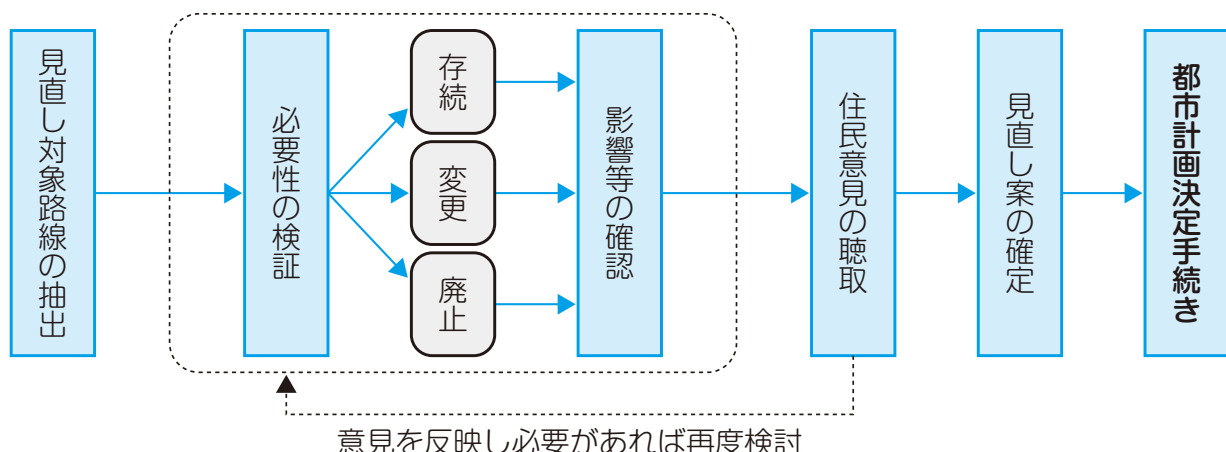 見直し対象路線の抽出
必要性の検証
存続
変更
廃止
影響等の確認
住民意見の聴取
見直し案の確定
都市計画決定手続き
意見を反映し必要があれば再度検討